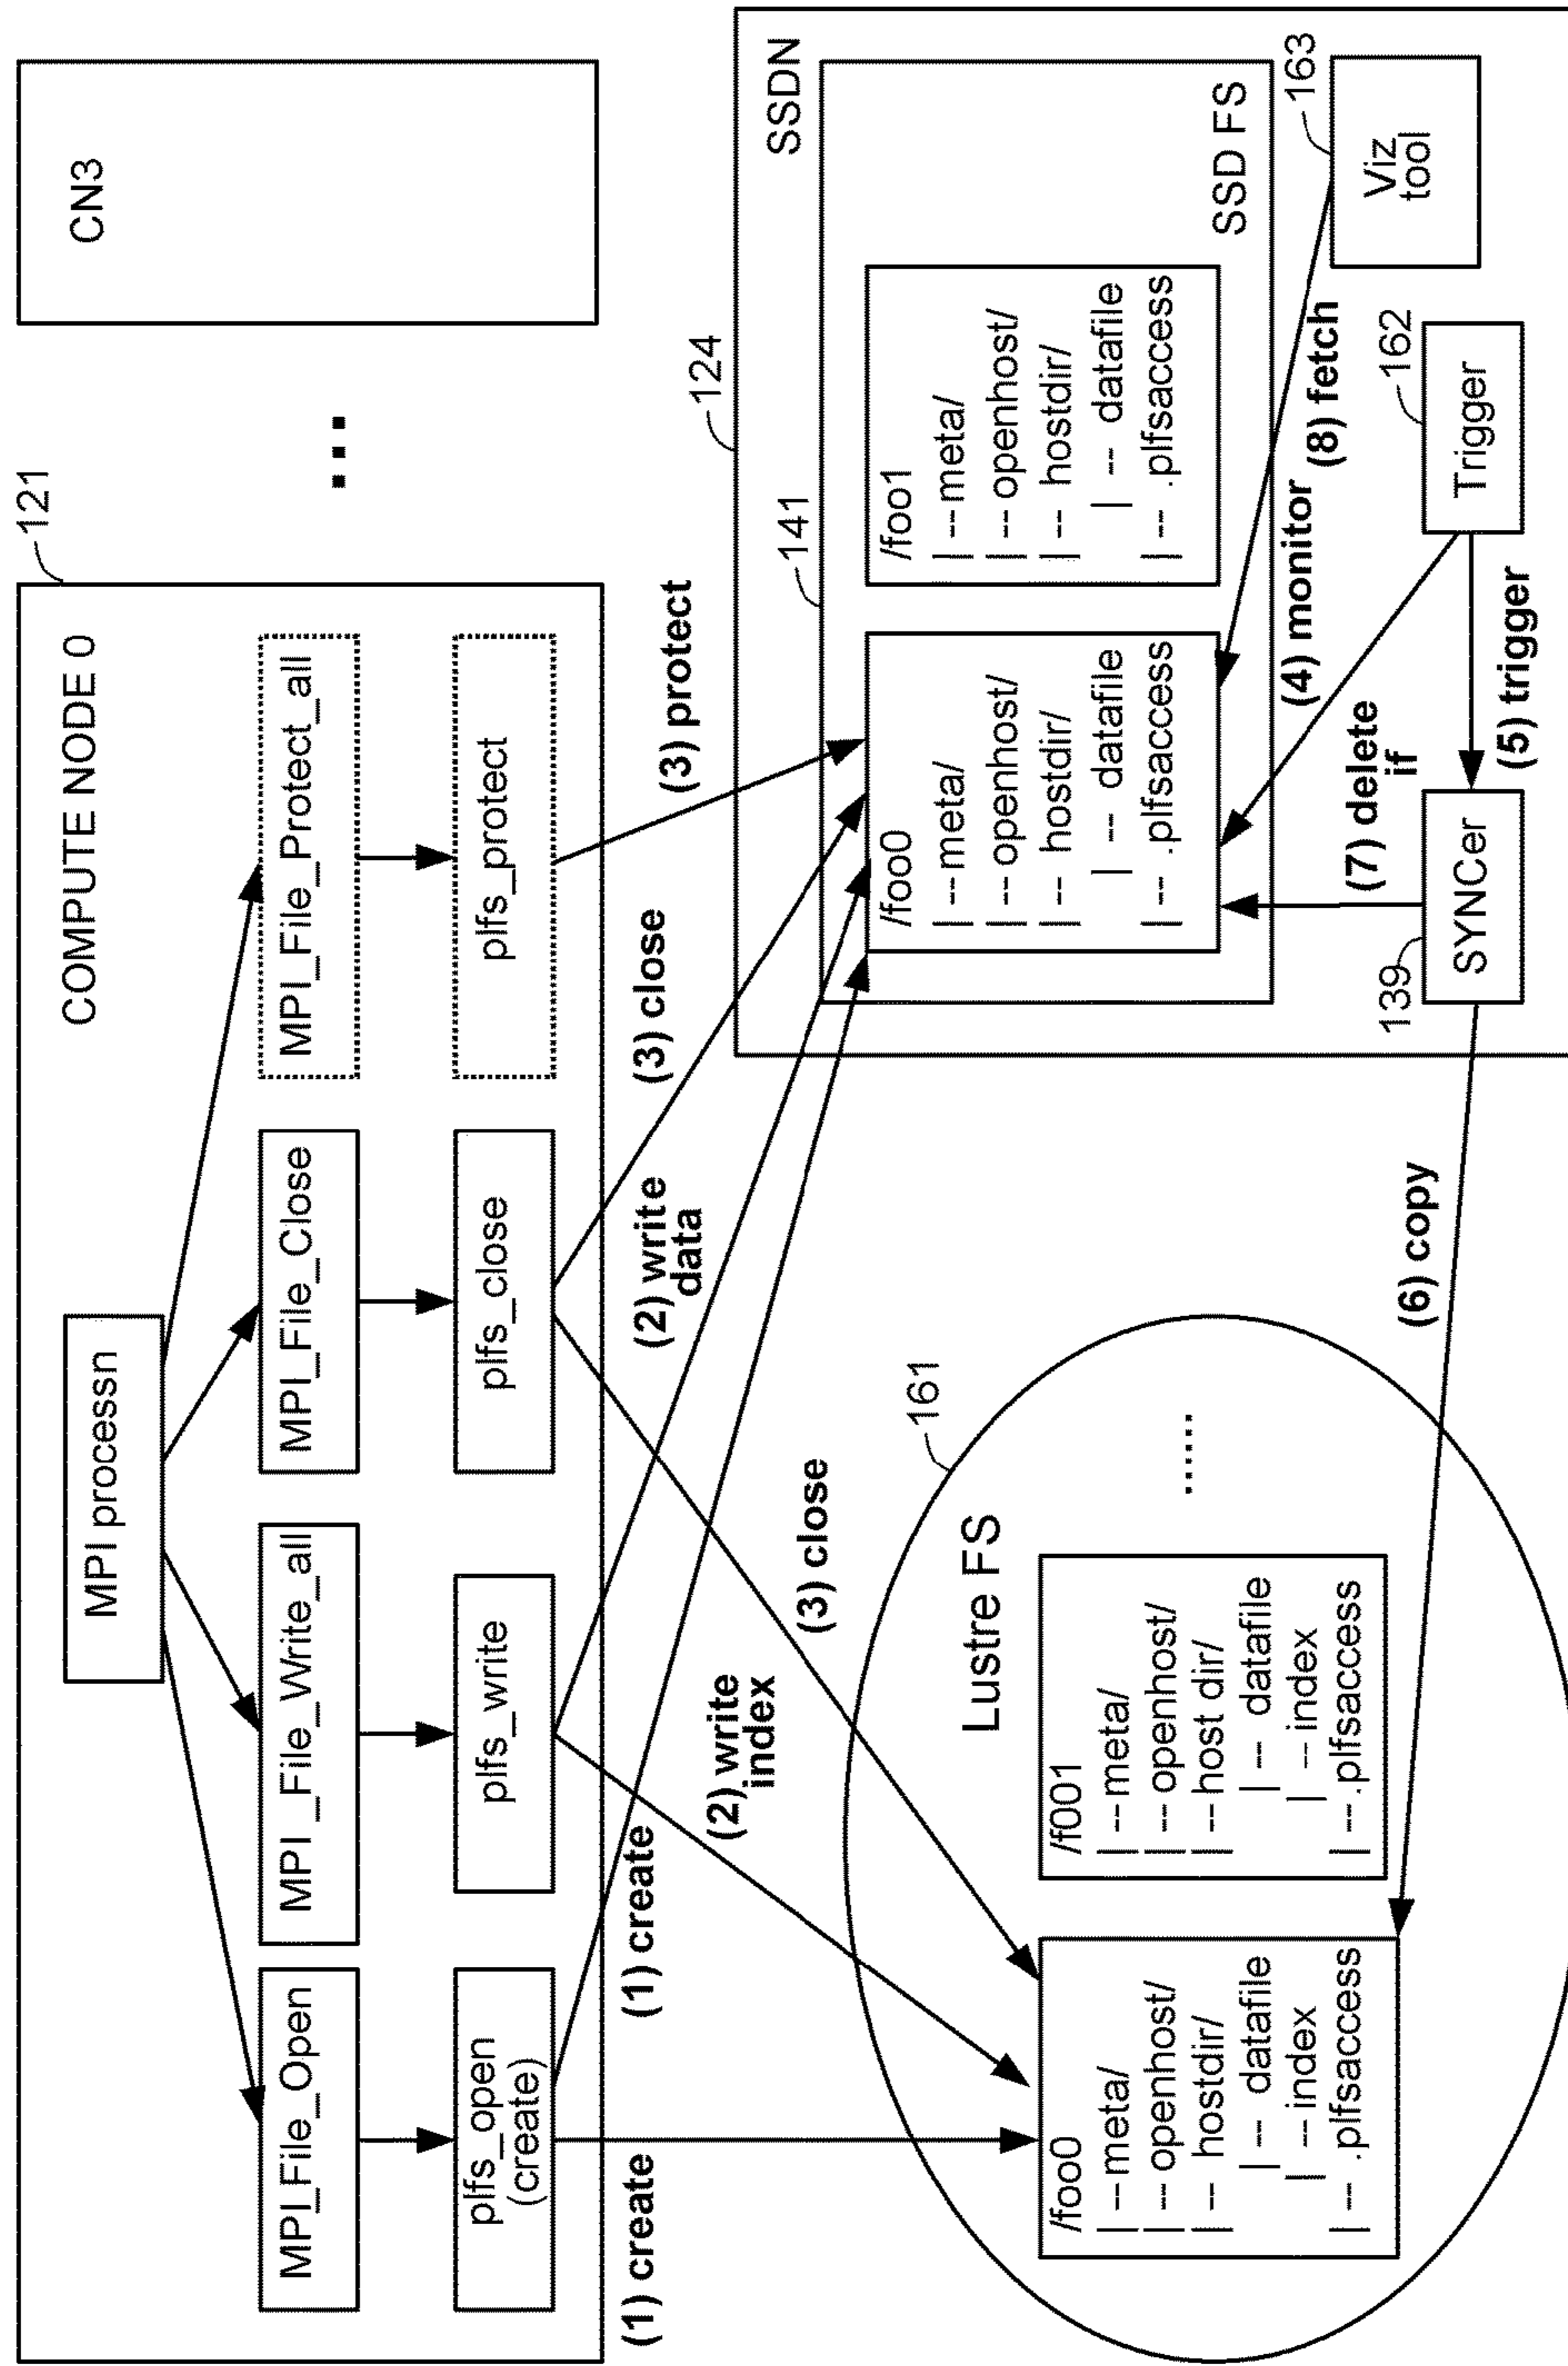 COMPUTE NODE 0
121
MPI processn
MPI_File_Open
MPI_File_Write_all
MPI_File_Close
MPI_File_Protect_all
plfs_open
(create)
plfs_write
plfs_close
plfs_protect
...
CN3
(1) create
(1) create
(2) write
index
(3) close
(2) write
data
(3) close
(3) protect
Lustre FS
161
/foo0
|--meta/
|--openhost/
|-- hostdir/
|-- datafile
|--index
|-- .plfsaccess
/f001
|--meta/
|--openhost/
|--host dir/
|-- datafile
|--index
|--.plfsaccess
......
124
SSDN
141
/foo0
|--meta/
|--openhost/
|-- hostdir/
|-- datafile
|-- .plfsaccess
/foo1
|--meta/
|--openhost/
|-- hostdir/
|-- datafile
|-- .plfsaccess
SSD FS
(6) copy
(7) delete
if
(4) monitor
(8) fetch
139
SYNCer
(5) trigger
162
Trigger
163
Viz
tool